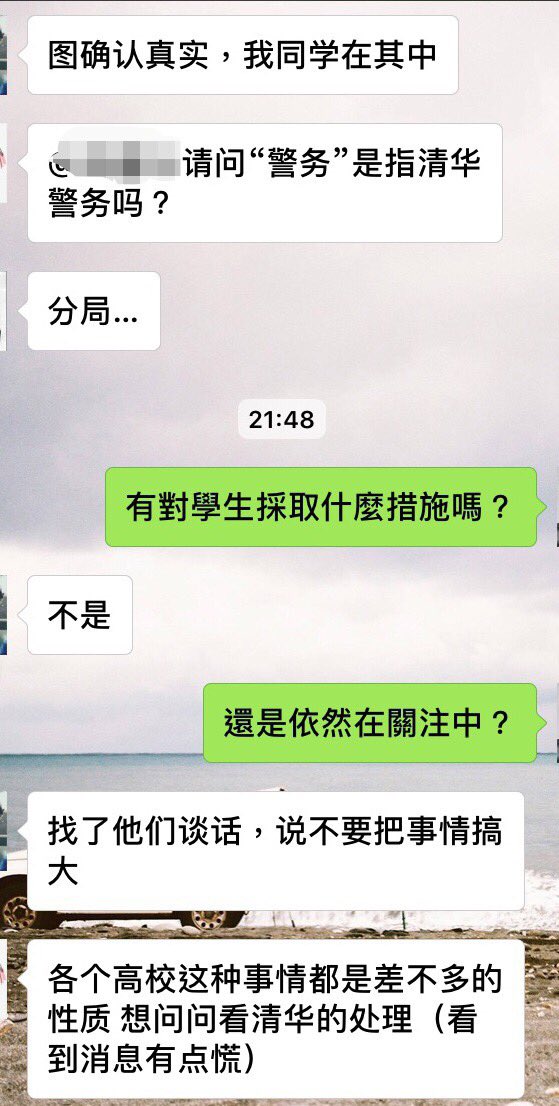 图确认真实，我同学在其中
请问“警务”是指清华
警务吗？
分局...
21:48
有對學生採取什麼措施嗎？
不是
還是依然在關注中？
找了他们谈话，说不要把事情搞
大
各个高校这种事情都是差不多的
性质 想问问看清华的处理（看
到消息有点慌）